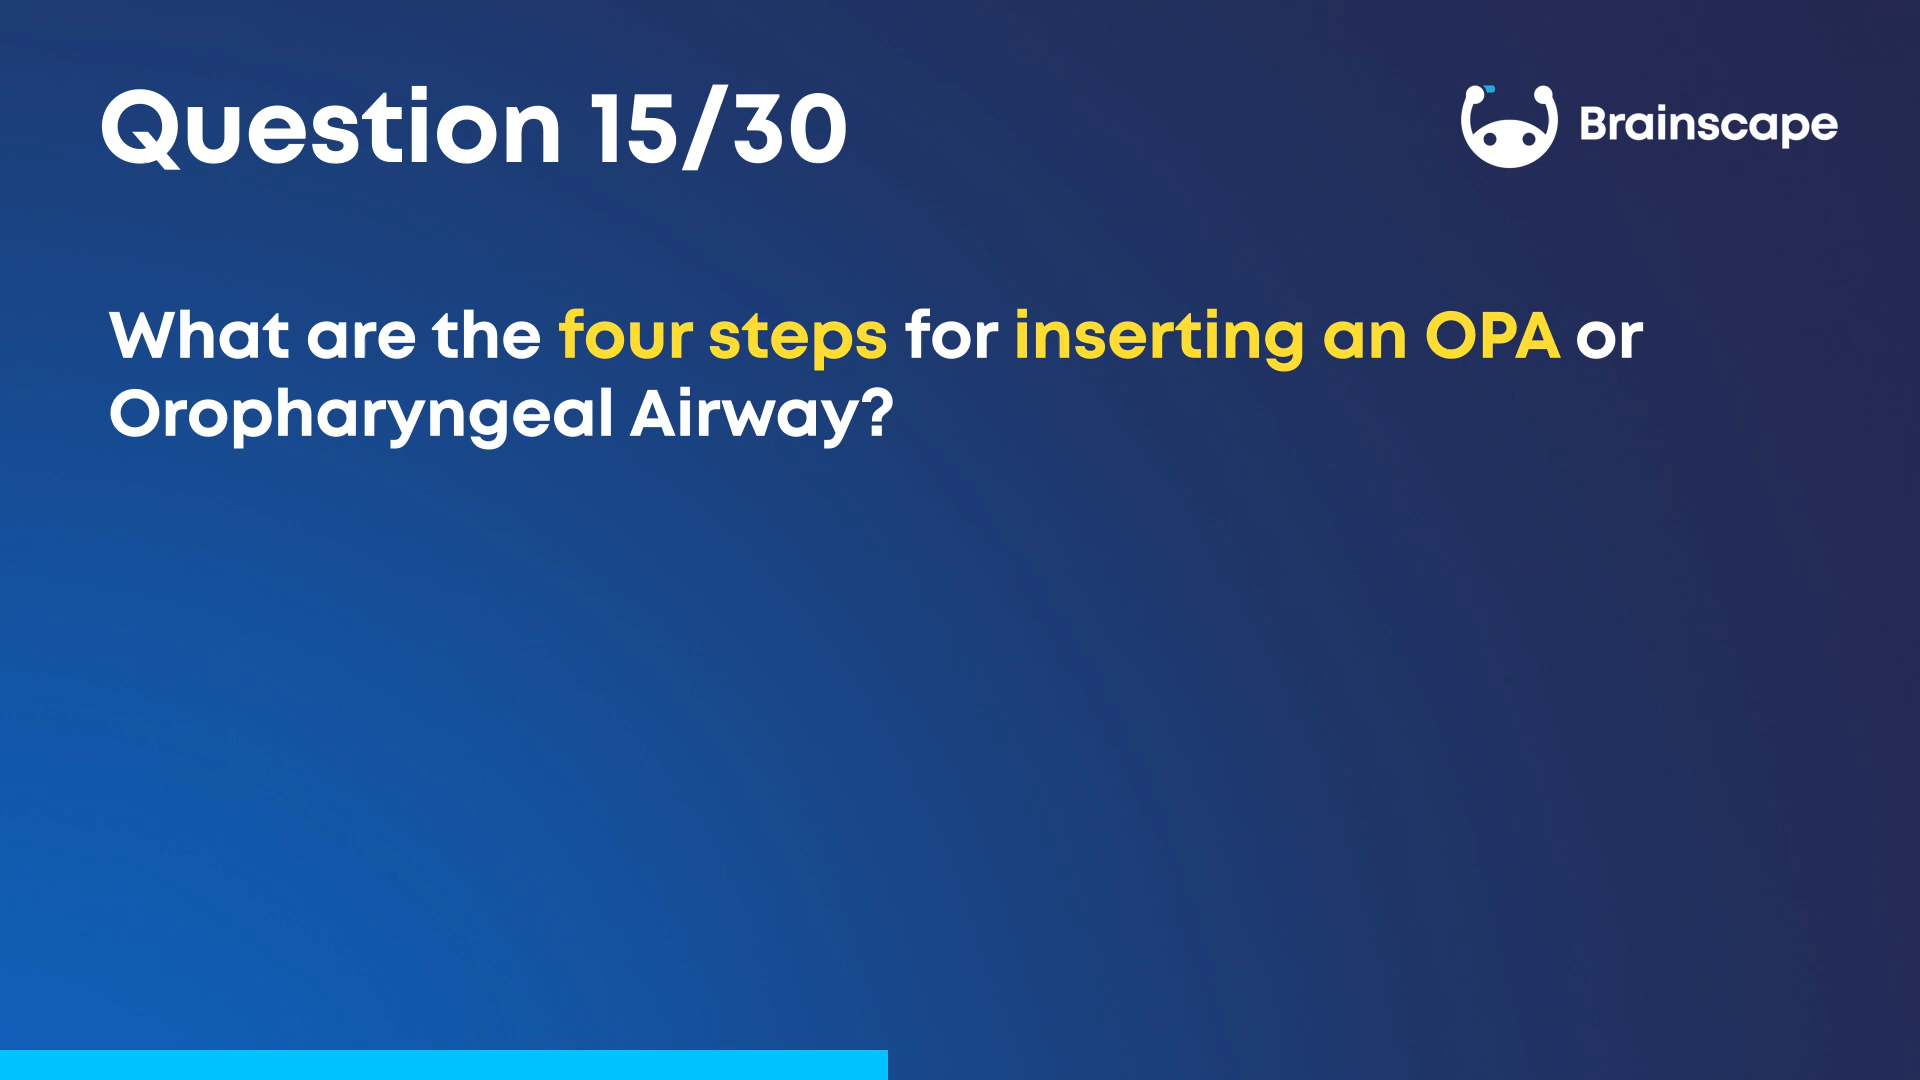 Question 15/30
Brainscape
What are the four steps for inserting an OPA or
Oropharyngeal Airway?